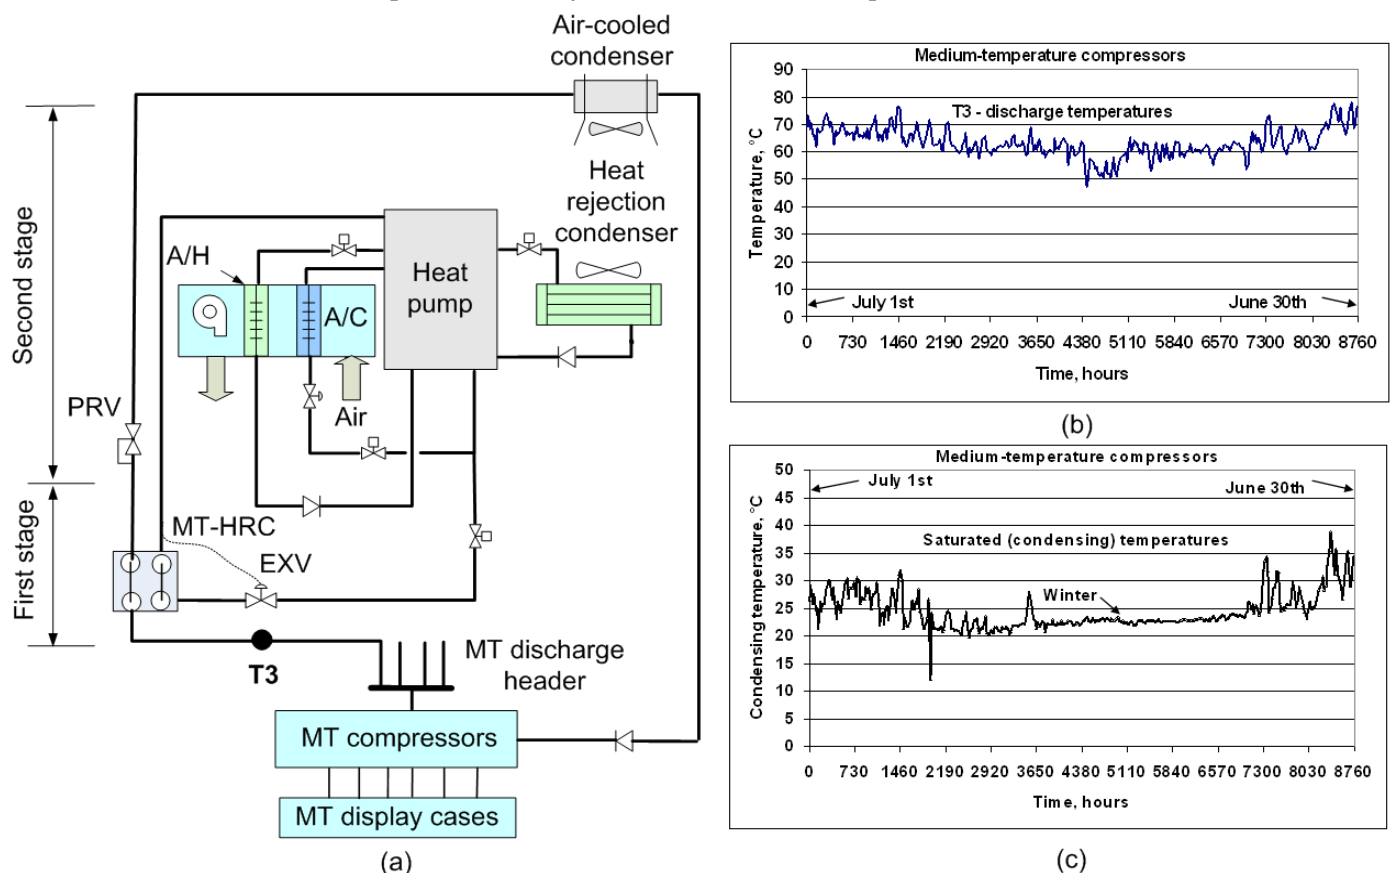 Air-cooled
condenser
Heat
rejection
condenser
Second stage
A/H
Heat
pump
A/C
PRV
Air
First stage
MT-HRC
EXV
T3
MT discharge
header
MT compressors
MT display cases
(a)
Medium-temperature compressors
T3 - discharge temperatures
Temperature, °C
90
80
70
60
50
40
30
20
10
0
July 1st
June 30th
0 730 1460 2190 2920 3650 4380 5110 5840 6570 7300 8030 8760
Time, hours
(b)
Medium-temperature compressors
July 1st
June 30th
Saturated (condensing) temperatures
Winter
Condensing temperature, °C
50
45
40
35
30
25
20
15
10
5
0
0 730 1460 2190 2920 3650 4380 5110 5840 6570 7300 8030 8760
Time, hours
(c)